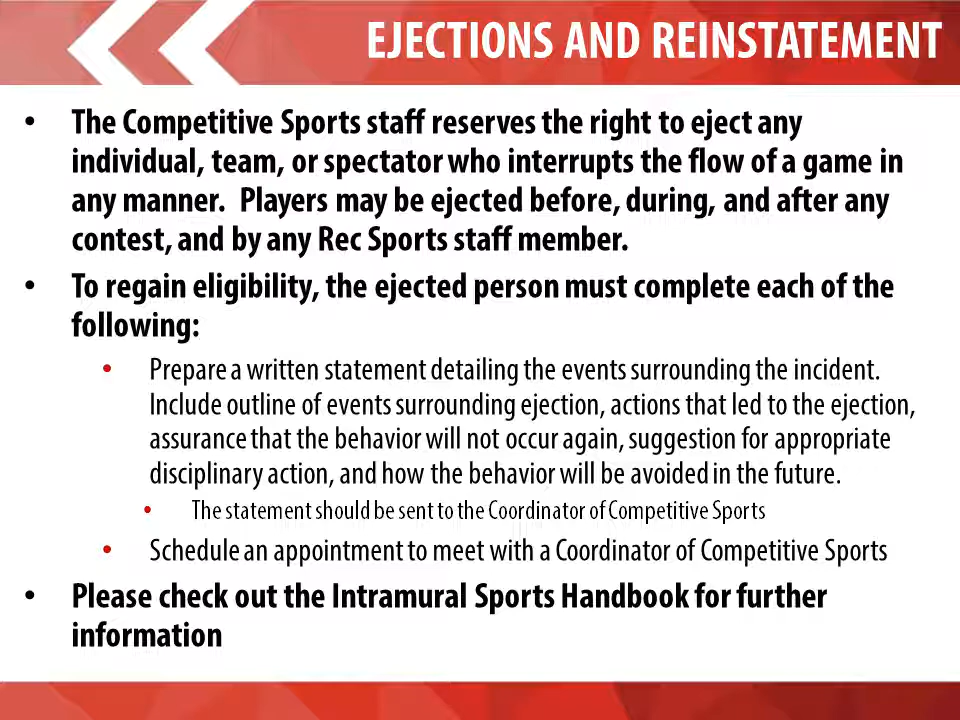 EJECTIONS AND REINSTATEMENT
• The Competitive Sports staff reserves the right to eject any
individual, team, or spectator who interrupts the flow of a game in
any manner.  Players may be ejected before, during, and after any
contest, and by any Rec Sports staff member.
• To regain eligibility, the ejected person must complete each of the
following:
• Prepare a written statement detailing the events surrounding the incident.
Include outline of events surrounding ejection, actions that led to the ejection,
assurance that the behavior will not occur again, suggestion for appropriate
disciplinary action, and how the behavior will be avoided in the future.
• The statement should be sent to the Coordinator of Competitive Sports
• Schedule an appointment to meet with a Coordinator of Competitive Sports
• Please check out the Intramural Sports Handbook for further
information